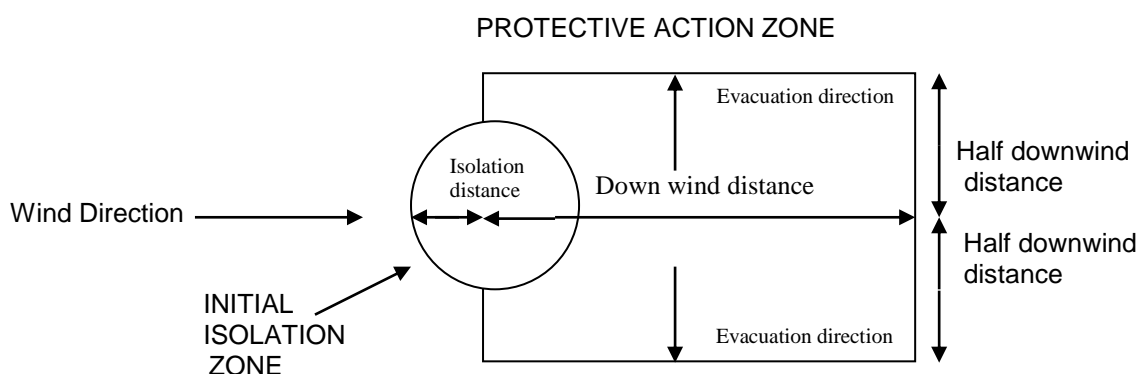 PROTECTIVE ACTION ZONE
Evacuation direction
Isolation
distance
Down wind distance
Half downwind
distance
Wind Direction
Half downwind
distance
INITIAL
ISOLATION
ZONE
Evacuation direction